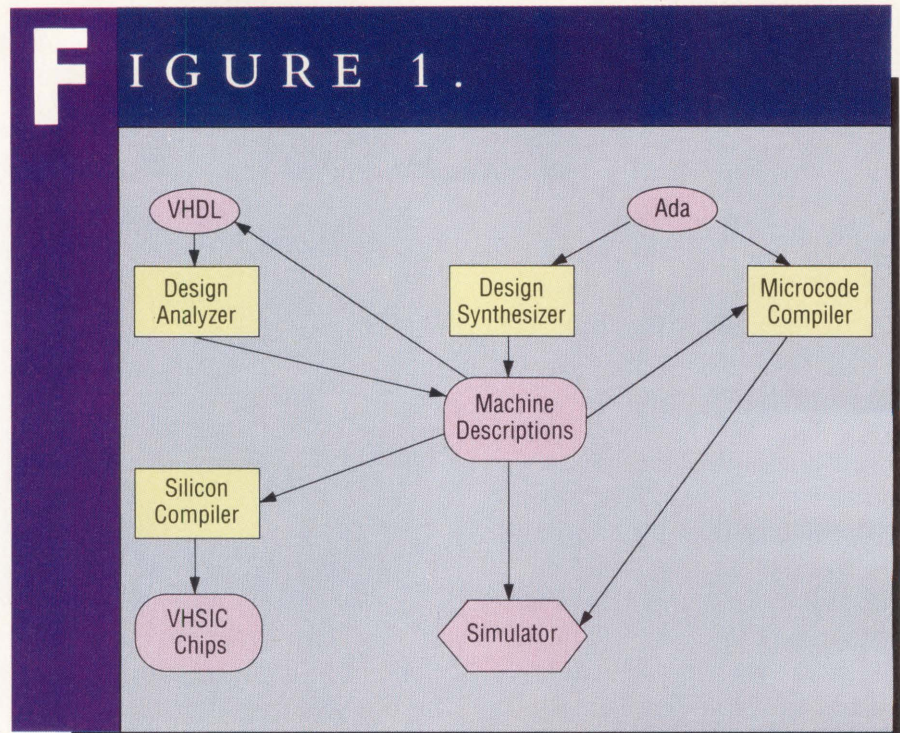 FIGURE 1.
VHDL
Ada
Design
Analyzer
Design
Synthesizer
Microcode
Compiler
Machine
Descriptions
Silicon
Compiler
VHSIC
Chips
Simulator